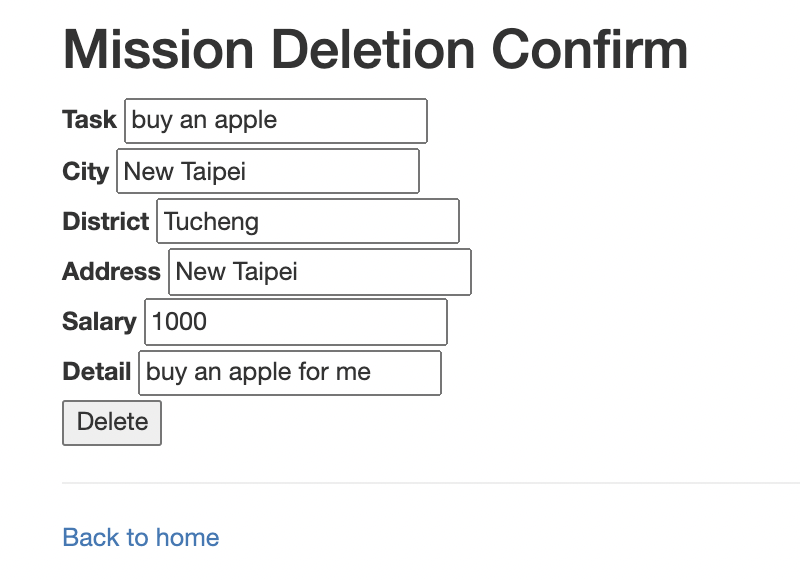 Mission Deletion Confirm
Task buy an apple
City New Taipei
District Tucheng
Address New Taipei
Salary 1000
Detail buy an apple for me
Delete
Back to home